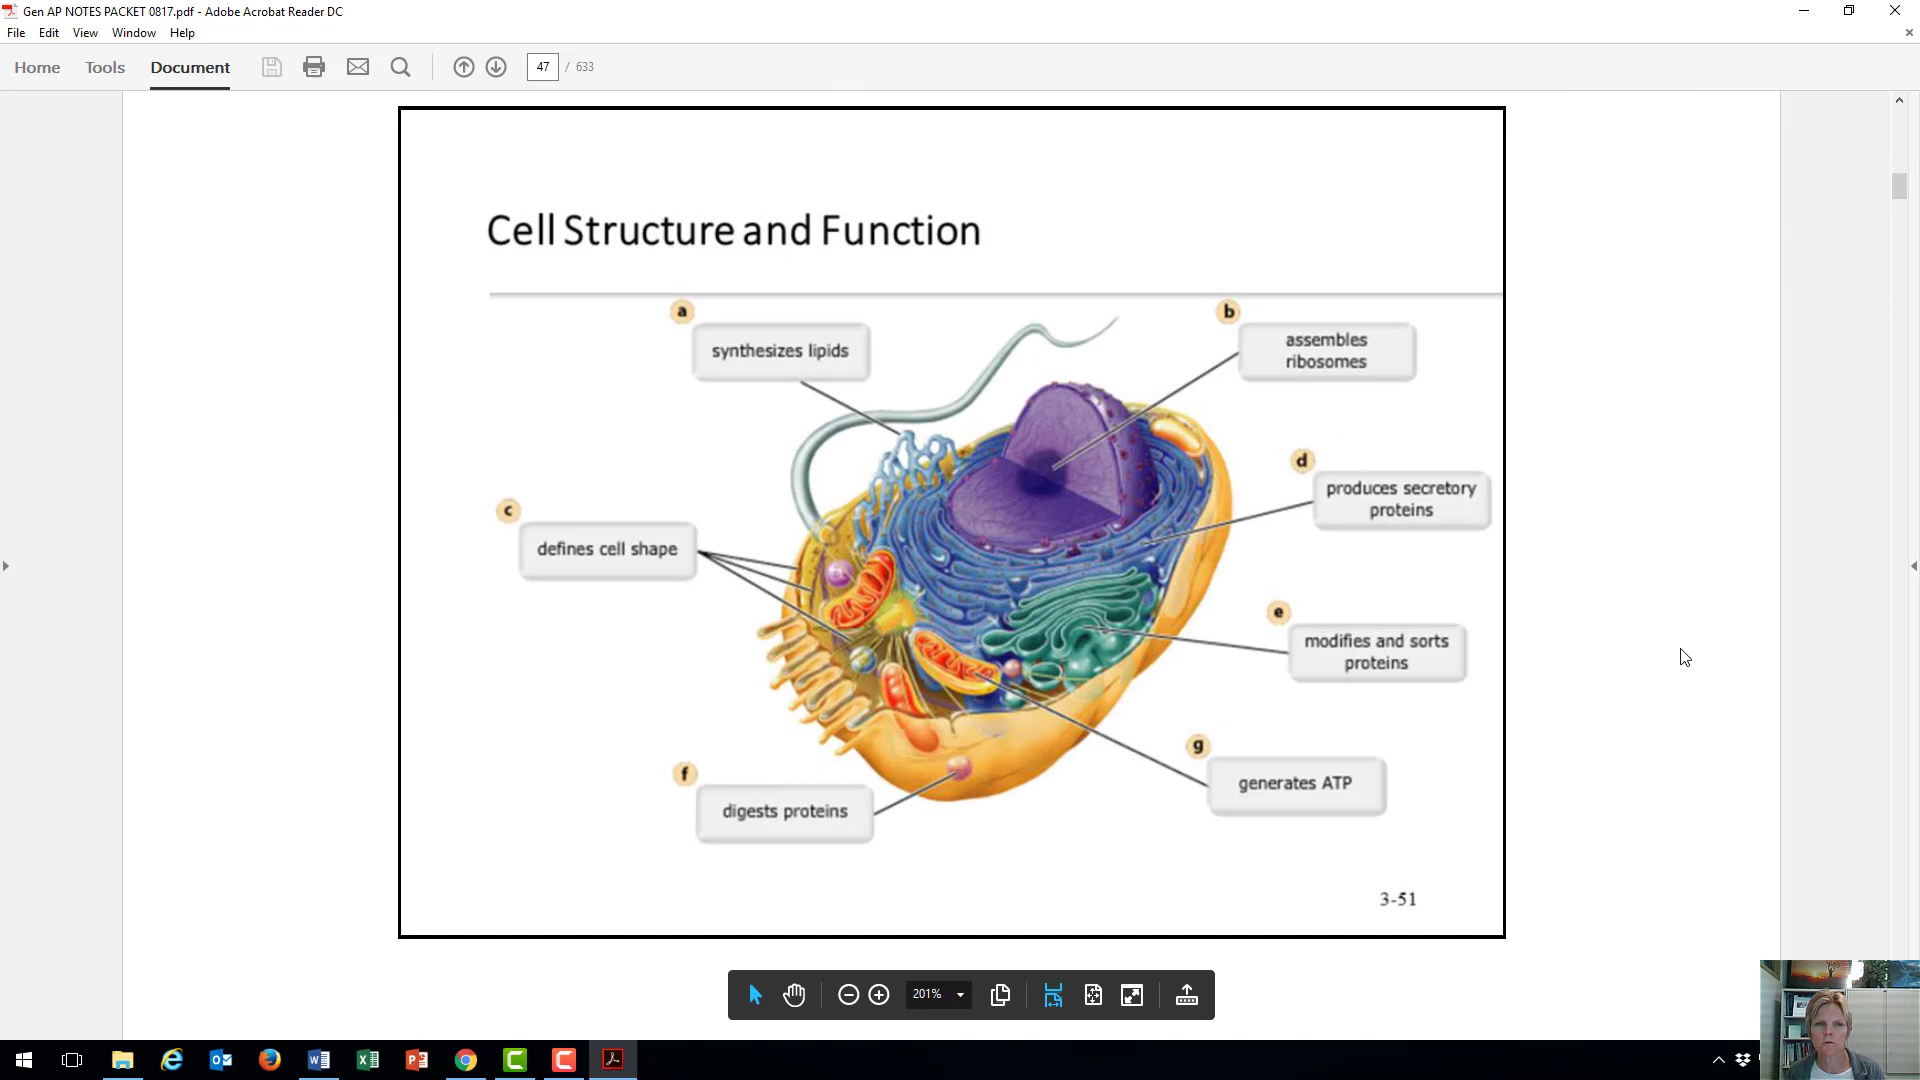 Gen AP NOTES PACKET 0817.pdf - Adobe Acrobat Reader DC
File Edit View Window Help
Home Tools Document 47 / 633
Cell Structure and Function
a
synthesizes lipids
b
assembles
ribosomes
c
defines cell shape
d
produces secretory
proteins
e
modifies and sorts
proteins
f
digests proteins
g
generates ATP
3-51
201%